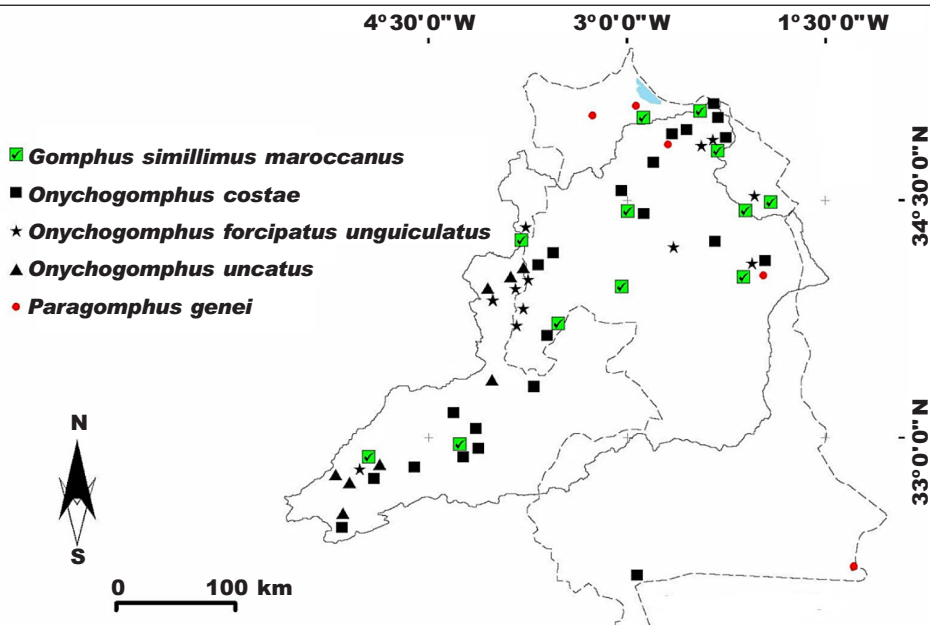 4°30'0"W 3°0'0"W 1°30'0"W
Gomphus simillimus maroccanus
Onychogomphus costae
Onychogomphus forcipatus unguiculatus
Onychogomphus uncatus
Paragomphus genei
34°30'0"N
33°0'0"N
N
S
0 100 km